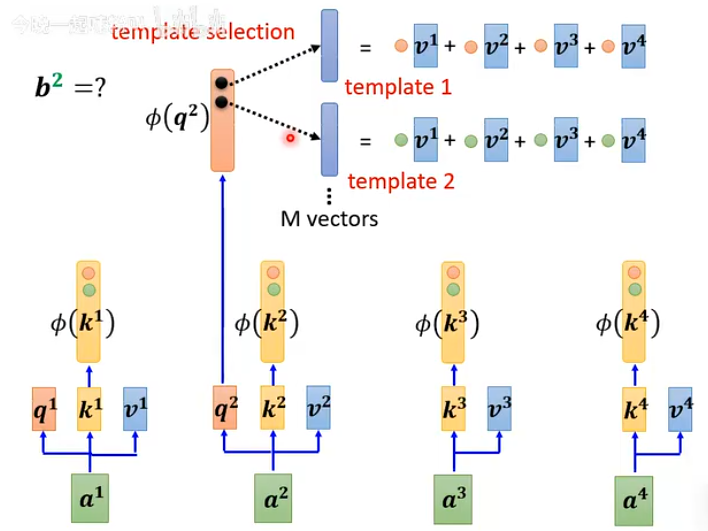 template selection
= v¹ + v² + v³ + v⁴
template 1
b² =?
ϕ(q²)
= v¹ + v² + v³ + v⁴
template 2
⋮
M vectors
ϕ(k¹) ϕ(k²) ϕ(k³) ϕ(k⁴)
q¹ k¹ v¹ q² k² v² k³ v³ k⁴ v⁴
a¹ a² a³ a⁴